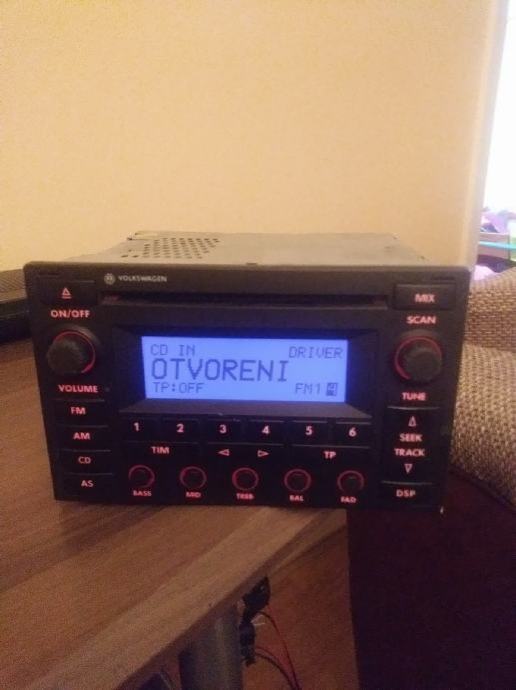 VOLKSWAGEN
ON/OFF
MIX
SCAN
CD IN DRIVER
OTVORENI
TP:OFF FM1 4
VOLUME
TUNE
FM
AM
CD
AS
1 2 3 4 5 6
TIM TP
SEEK
TRACK
BASS MID TREB BAL FAD
DSP